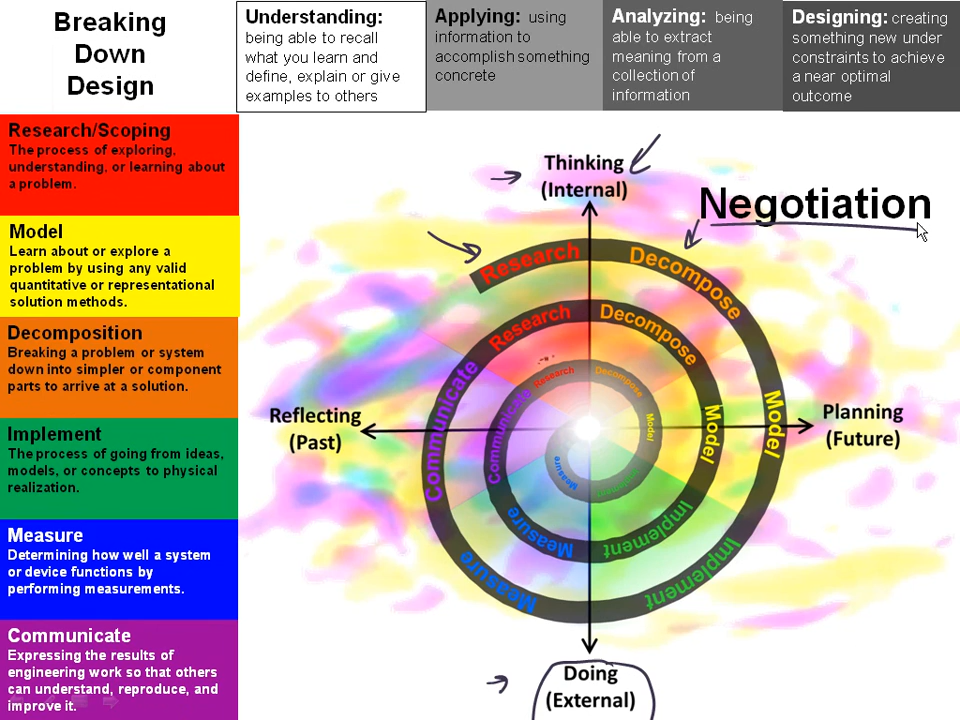 Breaking
Down
Design
Understanding:
being able to recall
what you learn and
define, explain or give
examples to others
Applying: using
information to
accomplish something
concrete
Analyzing: being
able to extract
meaning from a
collection of
information
Designing: creating
something new under
constraints to achieve
a near optimal
outcome
Research/Scoping
The process of exploring,
understanding, or learning about
a problem.
Model
Learn about or explore a
problem by using any valid
quantitative or representational
solution methods.
Decomposition
Breaking a problem or system
down into simpler or component
parts to arrive at a solution.
Implement
The process of going from ideas,
models, or concepts to physical
realization.
Measure
Determining how well a system
or device functions by
performing measurements.
Communicate
Expressing the results of
engineering work so that others
can understand, reproduce, and
improve it.
Thinking
(Internal)
Negotiation
Reflecting
(Past)
Planning
(Future)
Doing
(External)
Research
Decompose
Model
Implement
Measure
Communicate
Research
Decompose
Model
Implement
Measure
Communicate
Research
Decompose
Model
Implement
Measure